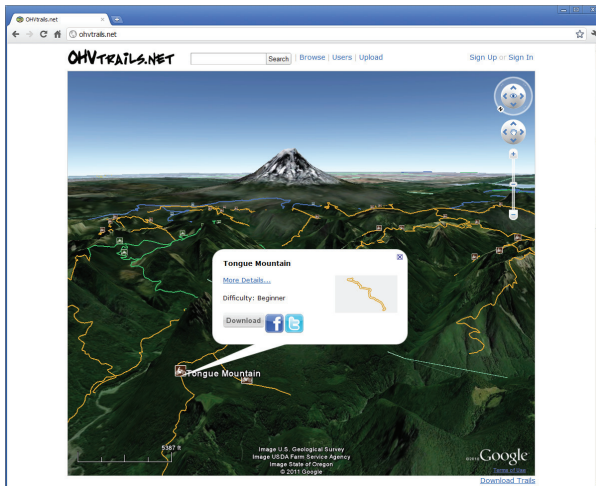 OHVtrails.net
ohvtrails.net
OHVTRAILS.NET
Search | Browse | Users | Upload
Sign Up or Sign In
Tongue Mountain
More Details...
Difficulty: Beginner
Download
Tongue Mountain
5387 ft
Image U.S. Geological Survey
Image USDA Farm Service Agency
Image State of Oregon
© 2011 Google
©2010 Google
Terms of Use
Download Trails